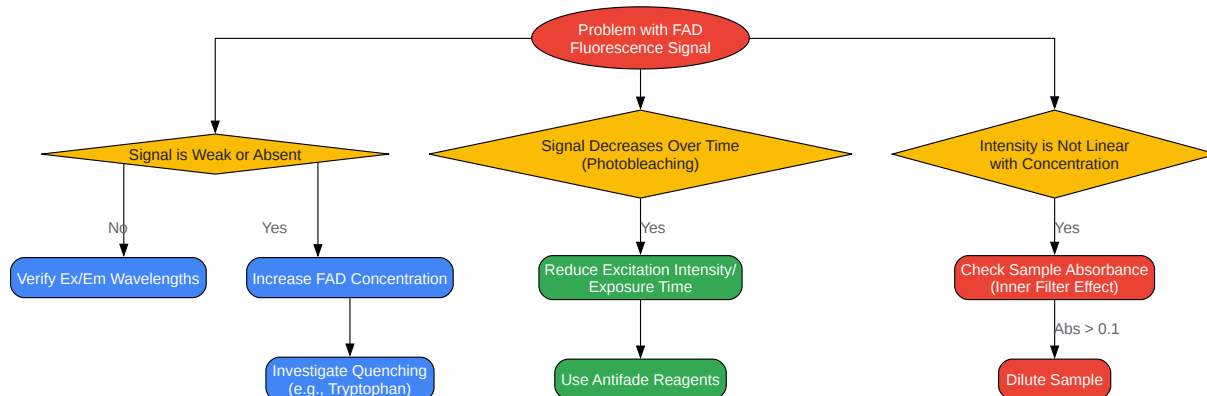 Problem with FAD
Fluorescence Signal
Signal is Weak or Absent
Signal Decreases Over Time
(Photobleaching)
Intensity is Not Linear
with Concentration
No
Yes
Yes
Yes
Verify Ex/Em Wavelengths
Increase FAD Concentration
Reduce Excitation Intensity/
Exposure Time
Check Sample Absorbance
(Inner Filter Effect)
Abs > 0.1
Investigate Quenching
(e.g., Tryptophan)
Use Antifade Reagents
Dilute Sample